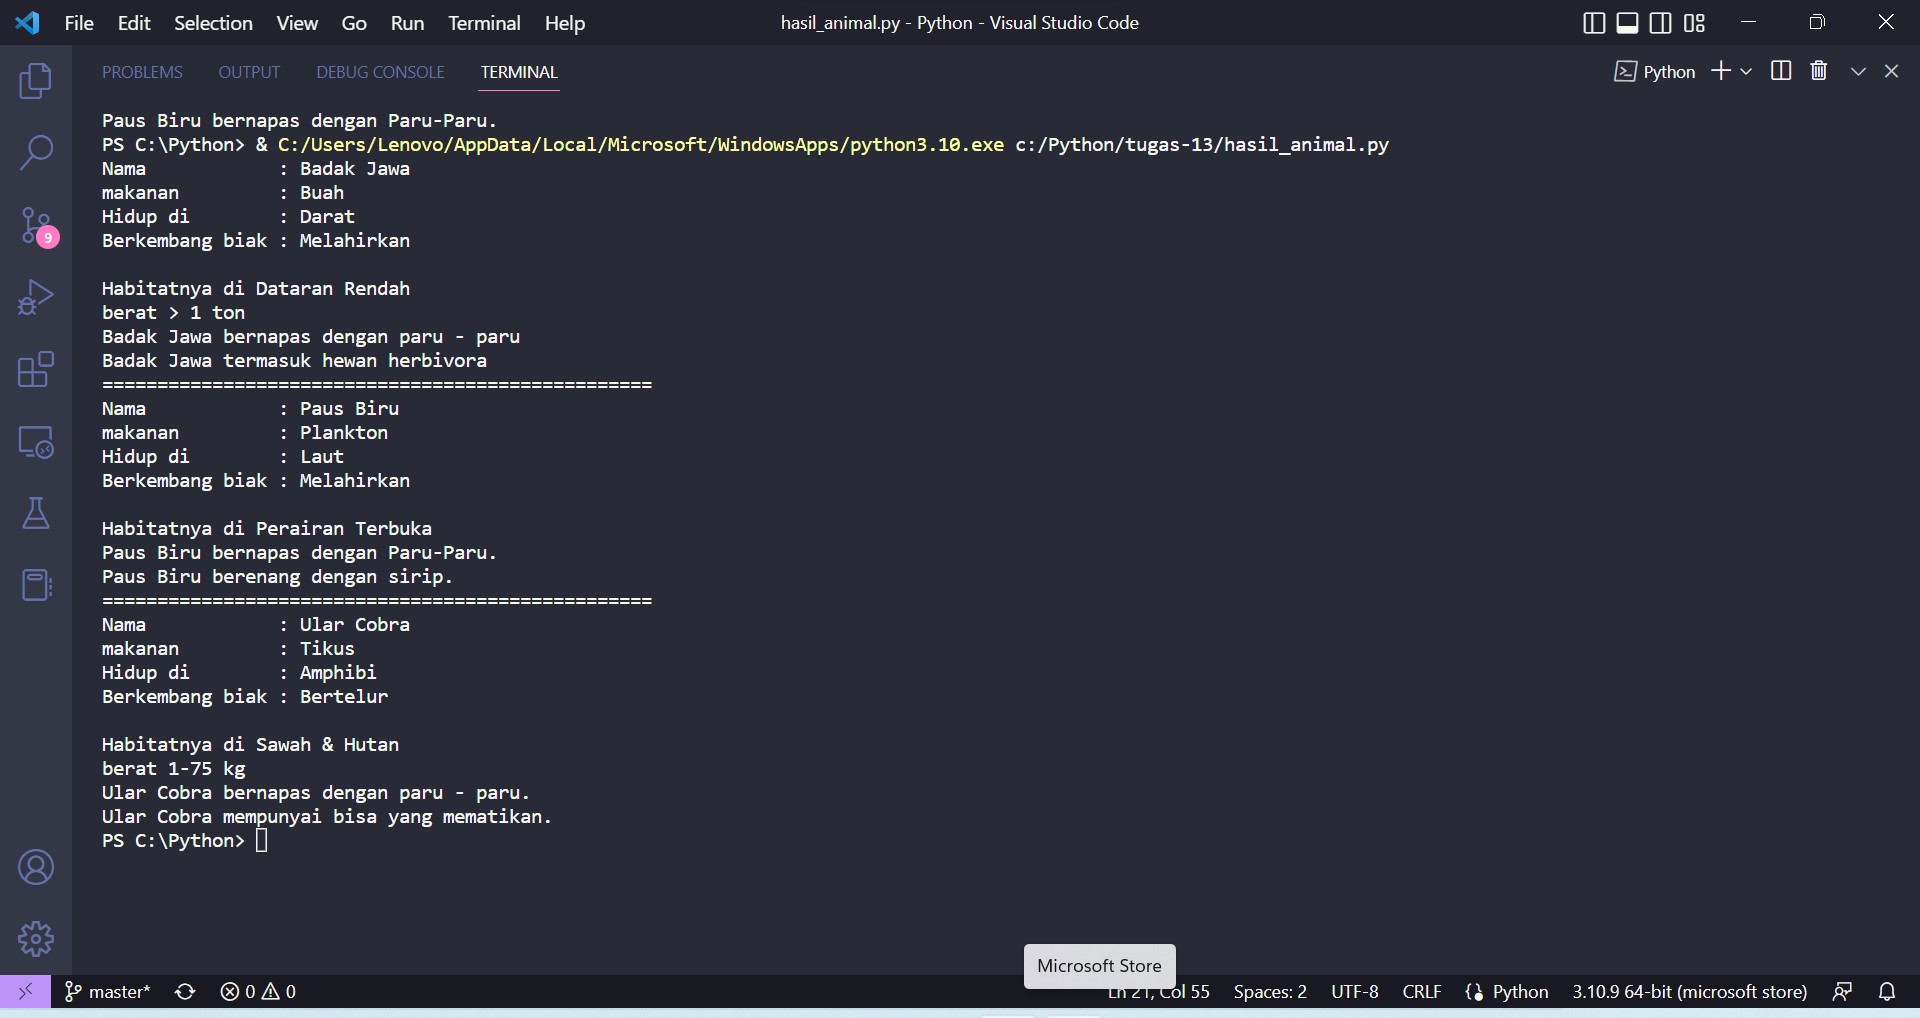 File Edit Selection View Go Run Terminal Help hasil_animal.py - Python - Visual Studio Code
PROBLEMS OUTPUT DEBUG CONSOLE TERMINAL Python
Paus Biru bernapas dengan Paru-Paru.
PS C:\Python> & C:/Users/Lenovo/AppData/Local/Microsoft/WindowsApps/python3.10.exe c:/Python/tugas-13/hasil_animal.py
Nama : Badak Jawa
makanan : Buah
Hidup di : Darat
Berkembang biak : Melahirkan
Habitatnya di Dataran Rendah
berat > 1 ton
Badak Jawa bernapas dengan paru - paru
Badak Jawa termasuk hewan herbivora
==================================================
Nama : Paus Biru
makanan : Plankton
Hidup di : Laut
Berkembang biak : Melahirkan
Habitatnya di Perairan Terbuka
Paus Biru bernapas dengan Paru-Paru.
Paus Biru berenang dengan sirip.
==================================================
Nama : Ular Cobra
makanan : Tikus
Hidup di : Amphibi
Berkembang biak : Bertelur
Habitatnya di Sawah & Hutan
berat 1-75 kg
Ular Cobra bernapas dengan paru - paru.
Ular Cobra mempunyai bisa yang mematikan.
PS C:\Python>
9
Microsoft Store
master* 0 0 Ln 21, Col 55 Spaces: 2 UTF-8 CRLF Python 3.10.9 64-bit (microsoft store)